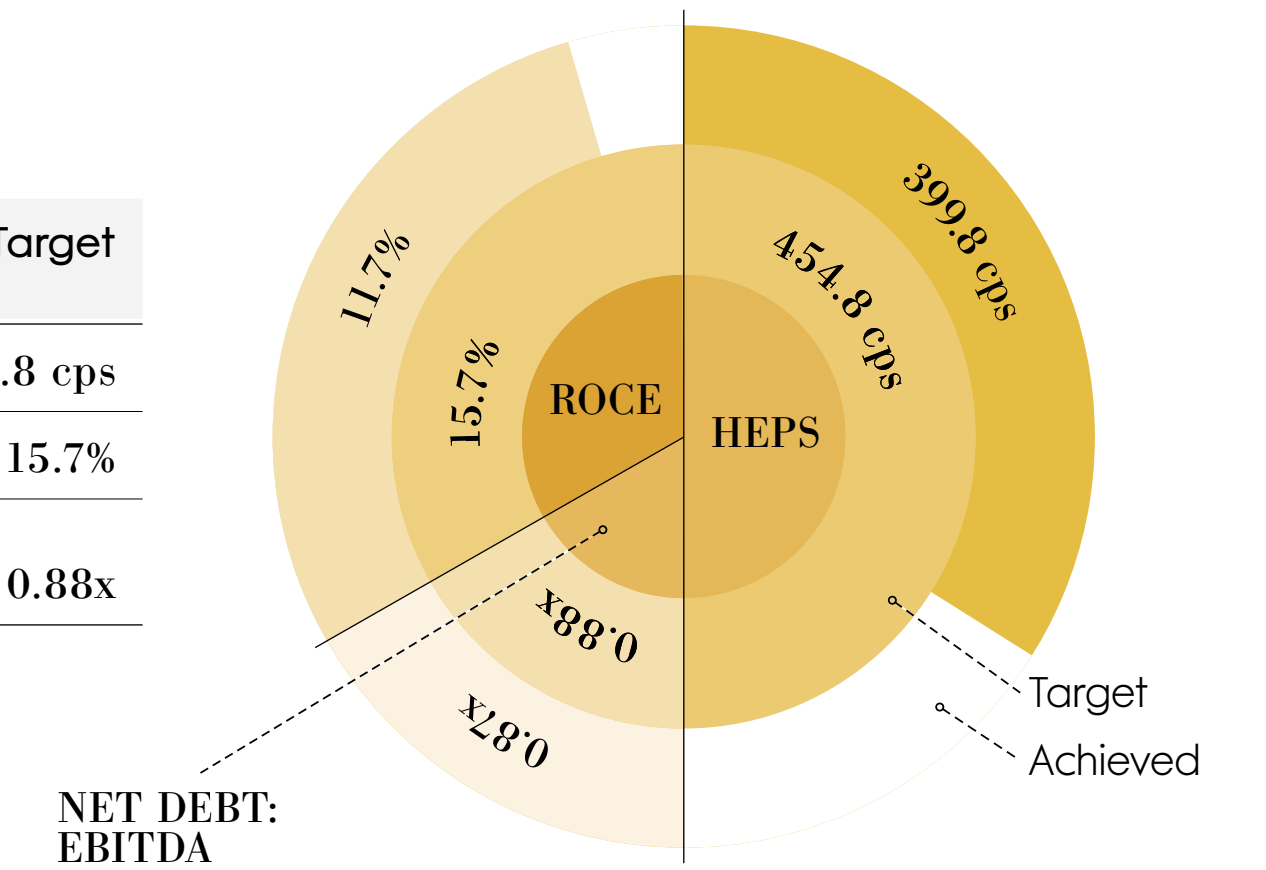 Target
.8 cps
15.7%
0.88x
11.7%
15.7%
ROCE
HEPS
454.8 cps
399.8 cps
0.88x
0.87x
NET DEBT:
EBITDA
Target
Achieved